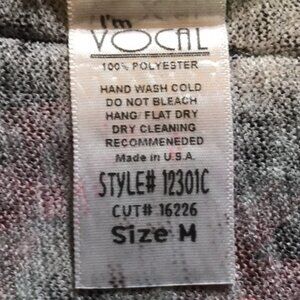 I'm
VOCAL
100% POLYESTER
HAND WASH COLD
DO NOT BLEACH
HANG/ FLAT DRY
DRY CLEANING
RECOMMENEDED
Made in U.S.A.
STYLE# 12301C
CUT# 16226
Size M